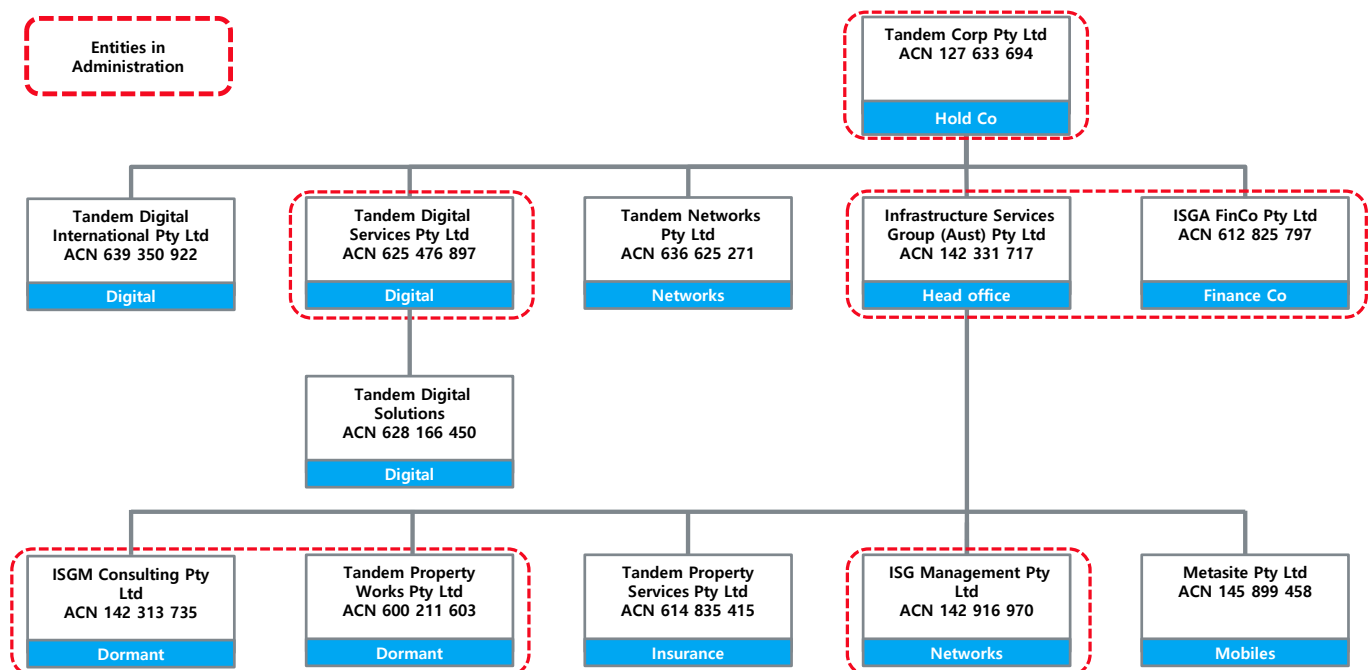 Entities in
Administration
Tandem Corp Pty Ltd
ACN 127 633 694
Hold Co
Tandem Digital
International Pty Ltd
ACN 639 350 922
Digital
Tandem Digital
Services Pty Ltd
ACN 625 476 897
Digital
Tandem Networks
Pty Ltd
ACN 636 625 271
Networks
Infrastructure Services
Group (Aust) Pty Ltd
ACN 142 331 717
Head office
ISGA FinCo Pty Ltd
ACN 612 825 797
Finance Co
Tandem Digital
Solutions
ACN 628 166 450
Digital
ISGM Consulting Pty
Ltd
ACN 142 313 735
Dormant
Tandem Property
Works Pty Ltd
ACN 600 211 603
Dormant
Tandem Property
Services Pty Ltd
ACN 614 835 415
Insurance
ISG Management Pty
Ltd
ACN 142 916 970
Networks
Metasite Pty Ltd
ACN 145 899 458
Mobiles